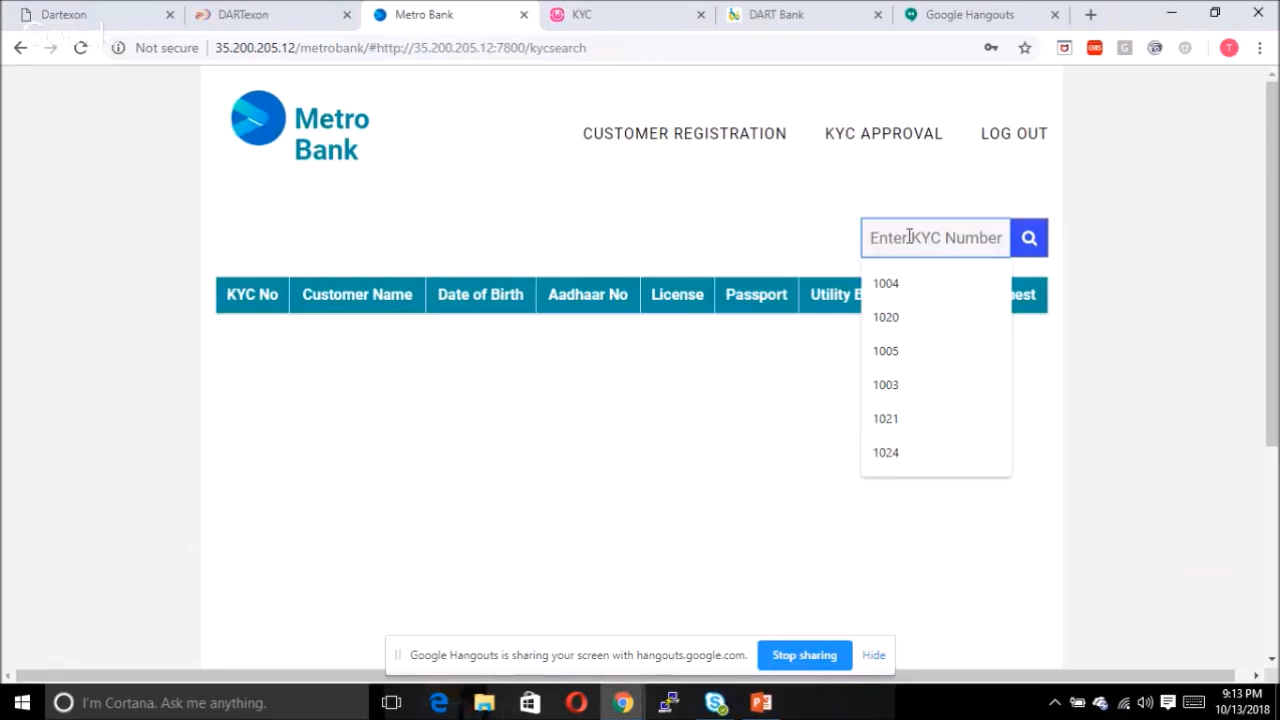 Dartexon
DARTexon
Metro Bank
KYC
DART Bank
Google Hangouts
Not secure
35.200.205.12/metrobank/#http://35.200.205.12:7800/kycsearch
T
Metro
Bank
CUSTOMER REGISTRATION
KYC APPROVAL
LOG OUT
Enter KYC Number
KYC No
Customer Name
Date of Birth
Aadhaar No
License
Passport
Utility
1004
1020
1005
1003
1021
1024
Google Hangouts is sharing your screen with hangouts.google.com.
Stop sharing
Hide
I'm Cortana. Ask me anything.
9:13 PM
10/13/2018